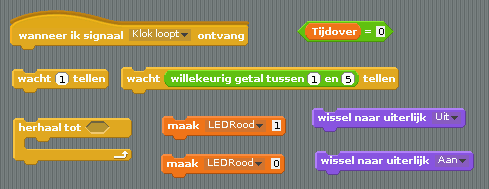 wanneer ik signaal Klok loopt ontvang
Tijdover = 0
wacht 1 tellen
wacht willekeurig getal tussen 1 en 5 tellen
herhaal tot
maak LEDRood 1
wissel naar uiterlijk Uit
maak LEDRood 0
wissel naar uiterlijk Aan